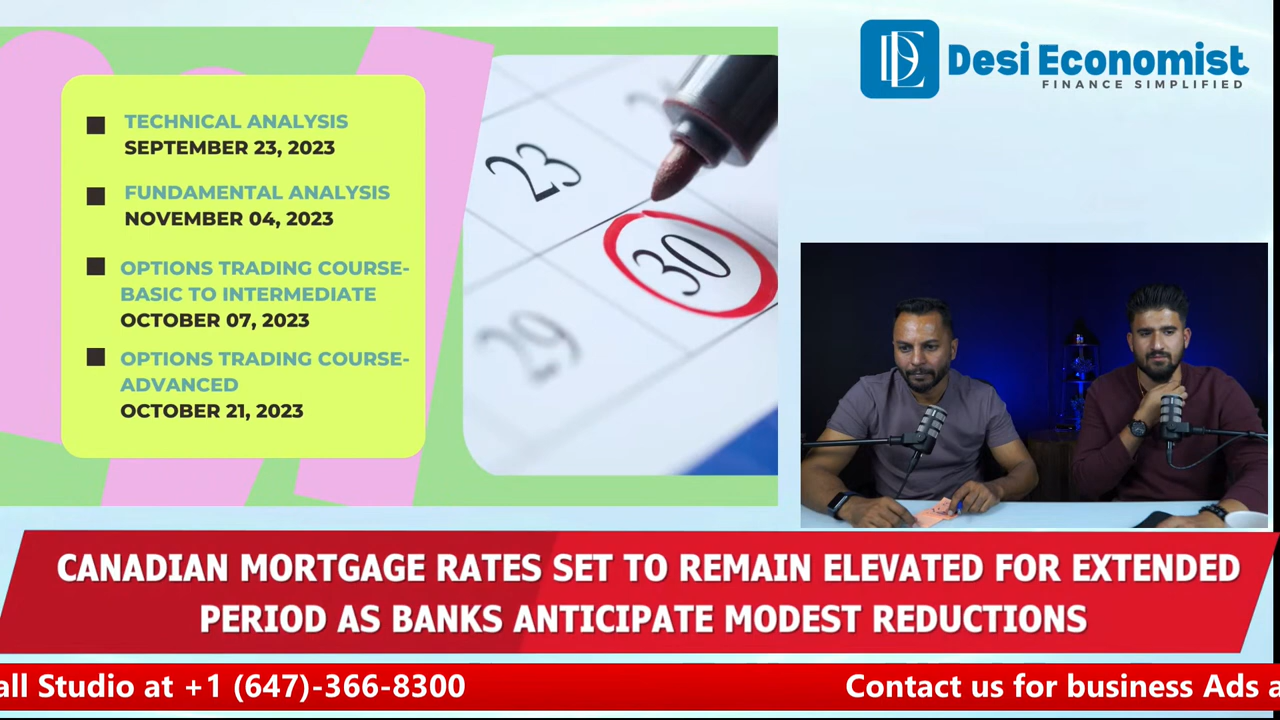 TECHNICAL ANALYSIS
SEPTEMBER 23, 2023
FUNDAMENTAL ANALYSIS
NOVEMBER 04, 2023
OPTIONS TRADING COURSE-
BASIC TO INTERMEDIATE
OCTOBER 07, 2023
OPTIONS TRADING COURSE-
ADVANCED
OCTOBER 21, 2023
23
30
29
DE Desi Economist
FINANCE SIMPLIFIED
CANADIAN MORTGAGE RATES SET TO REMAIN ELEVATED FOR EXTENDED
PERIOD AS BANKS ANTICIPATE MODEST REDUCTIONS
all Studio at +1 (647)-366-8300 Contact us for business Ads a